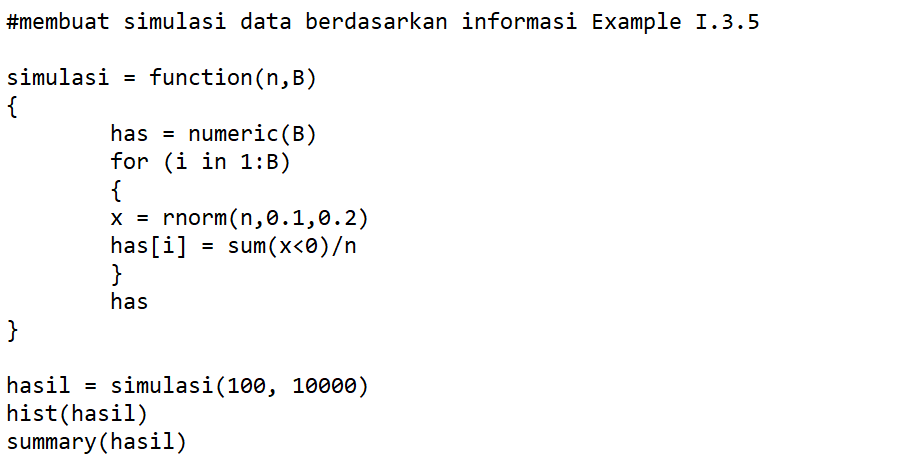 #membuat simulasi data berdasarkan informasi Example I.3.5
simulasi = function(n,B)
{
has = numeric(B)
for (i in 1:B)
{
x = rnorm(n,0.1,0.2)
has[i] = sum(x<0)/n
}
has
}
hasil = simulasi(100, 10000)
hist(hasil)
summary(hasil)